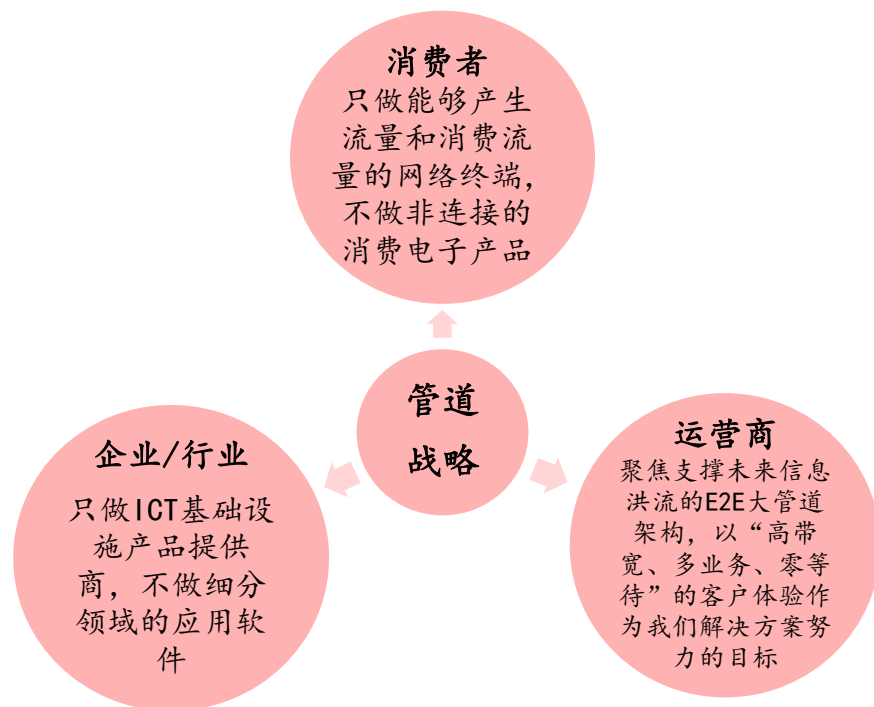 消费者
只做能够产生
流量和消费流
量的网络终端，
不做非连接的
消费电子产品
管道
战略
企业/行业
只做ICT基础设
施产品提供
商，不做细分
领域的应用软
件
运营商
聚焦支撑未来信息
洪流的E2E大管道
架构，以“高带
宽、多业务、零等
待”的客户体验作
为我们解决方案努
力的目标